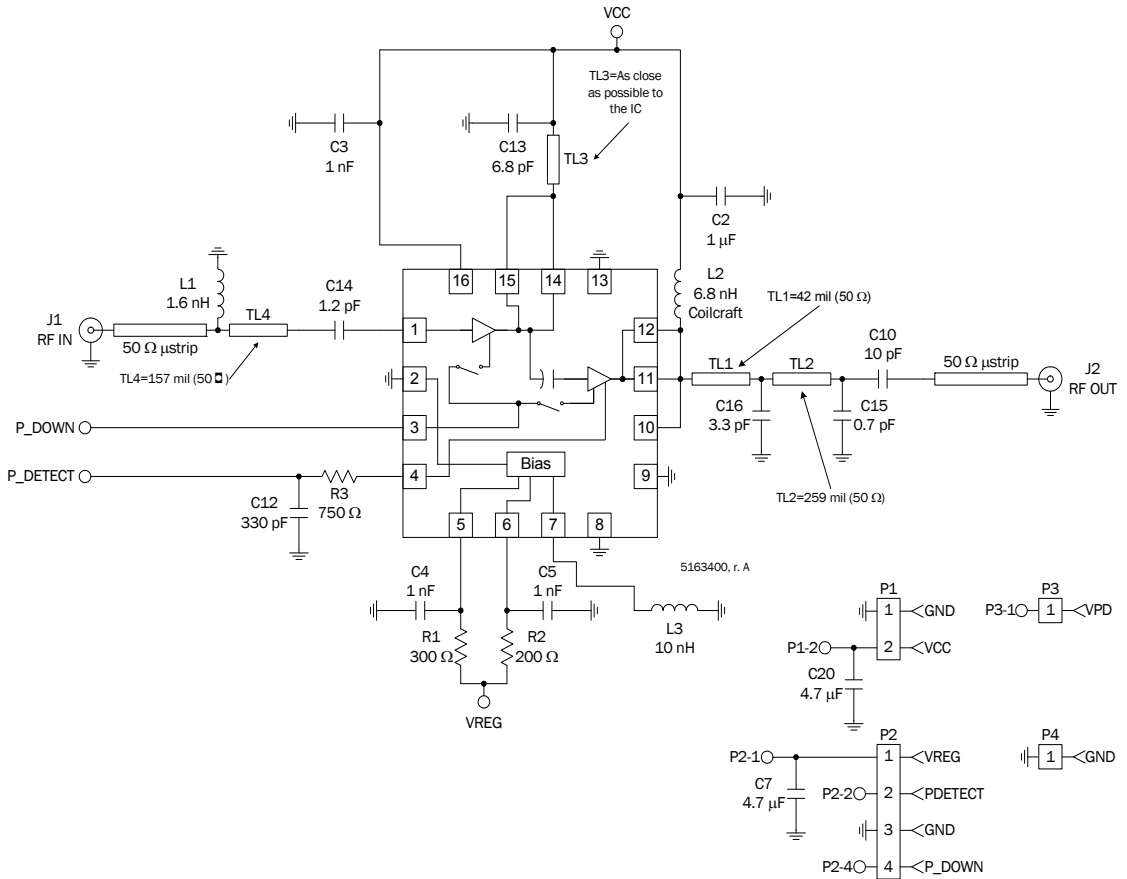 VCC
TL3=As close
as possible to
the IC
C3
1 nF
C13
6.8 pF
TL3
C2
1 µF
L1
1.6 nH
TL4
C14
1.2 pF
16
15
14
13
L2
6.8 nH
Coilcraft
TL1=42 mil (50 Ω)
J1
RF IN
50 Ω µstrip
TL4=157 mil (50 )
1
2
3
4
12
11
10
9
TL1
TL2
C10
10 pF
50 Ω µstrip
J2
RF OUT
C16
3.3 pF
C15
0.7 pF
TL2=259 mil (50 Ω)
P_DOWN
P_DETECT
C12
330 pF
R3
750 Ω
Bias
5
6
7
8
5163400, r. A
C4
1 nF
C5
1 nF
R1
300 Ω
R2
200 Ω
L3
10 nH
VREG
P1
1
GND
P1-2
2
VCC
C20
4.7 µF
P3
P3-1
1
VPD
P2
P2-1
1
VREG
C7
4.7 µF
P2-2
2
PDETECT
3
GND
P2-4
4
P_DOWN
P4
1
GND